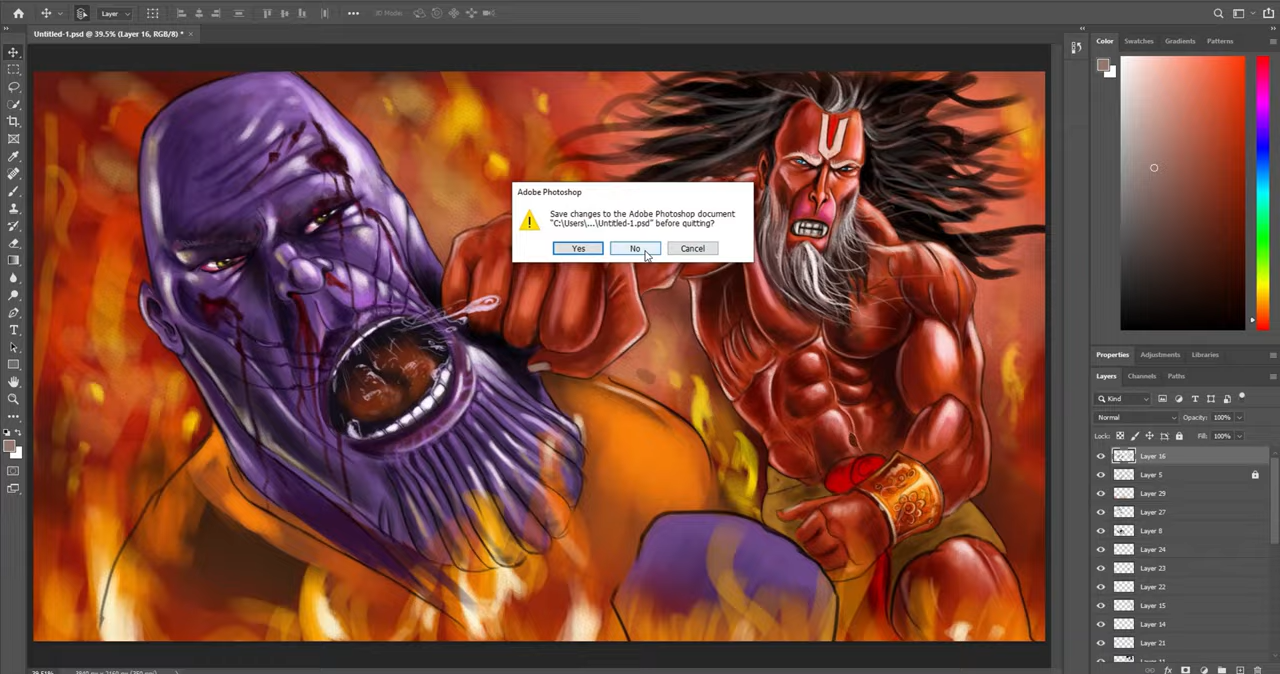 Layer
3D Mode:
Untitled-1.psd @ 39.5% (Layer 16, RGB/8) *
Color
Swatches
Gradients
Patterns
Adobe Photoshop
Save changes to the Adobe Photoshop document
"C:\Users\...\Untitled-1.psd" before quitting?
Yes
No
Cancel
Properties
Adjustments
Libraries
Layers
Channels
Paths
Kind
Normal
Opacity: 100%
Lock:
Fill: 100%
Layer 16
Layer 5
Layer 29
Layer 27
Layer 8
Layer 24
Layer 23
Layer 22
Layer 15
Layer 14
Layer 21